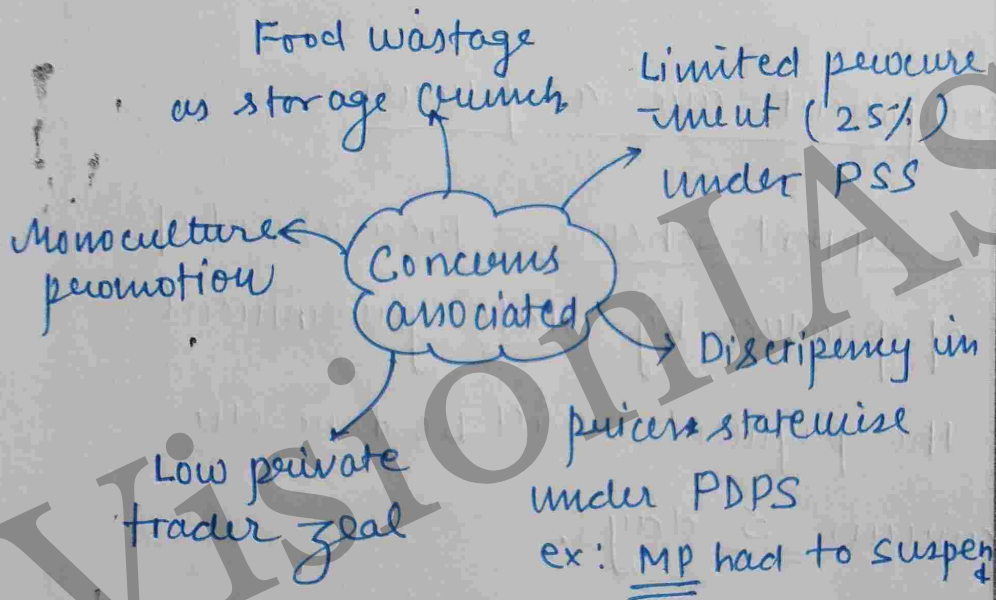 Food wastage
as storage crunch
Limited procure
-ment (25%)
under PSS
Monoculture
promotion
Concerns
associated
Discripency in
prices statewise
under PDPS
ex: MP had to suspend
Low private
trader zeal
VisionIAS